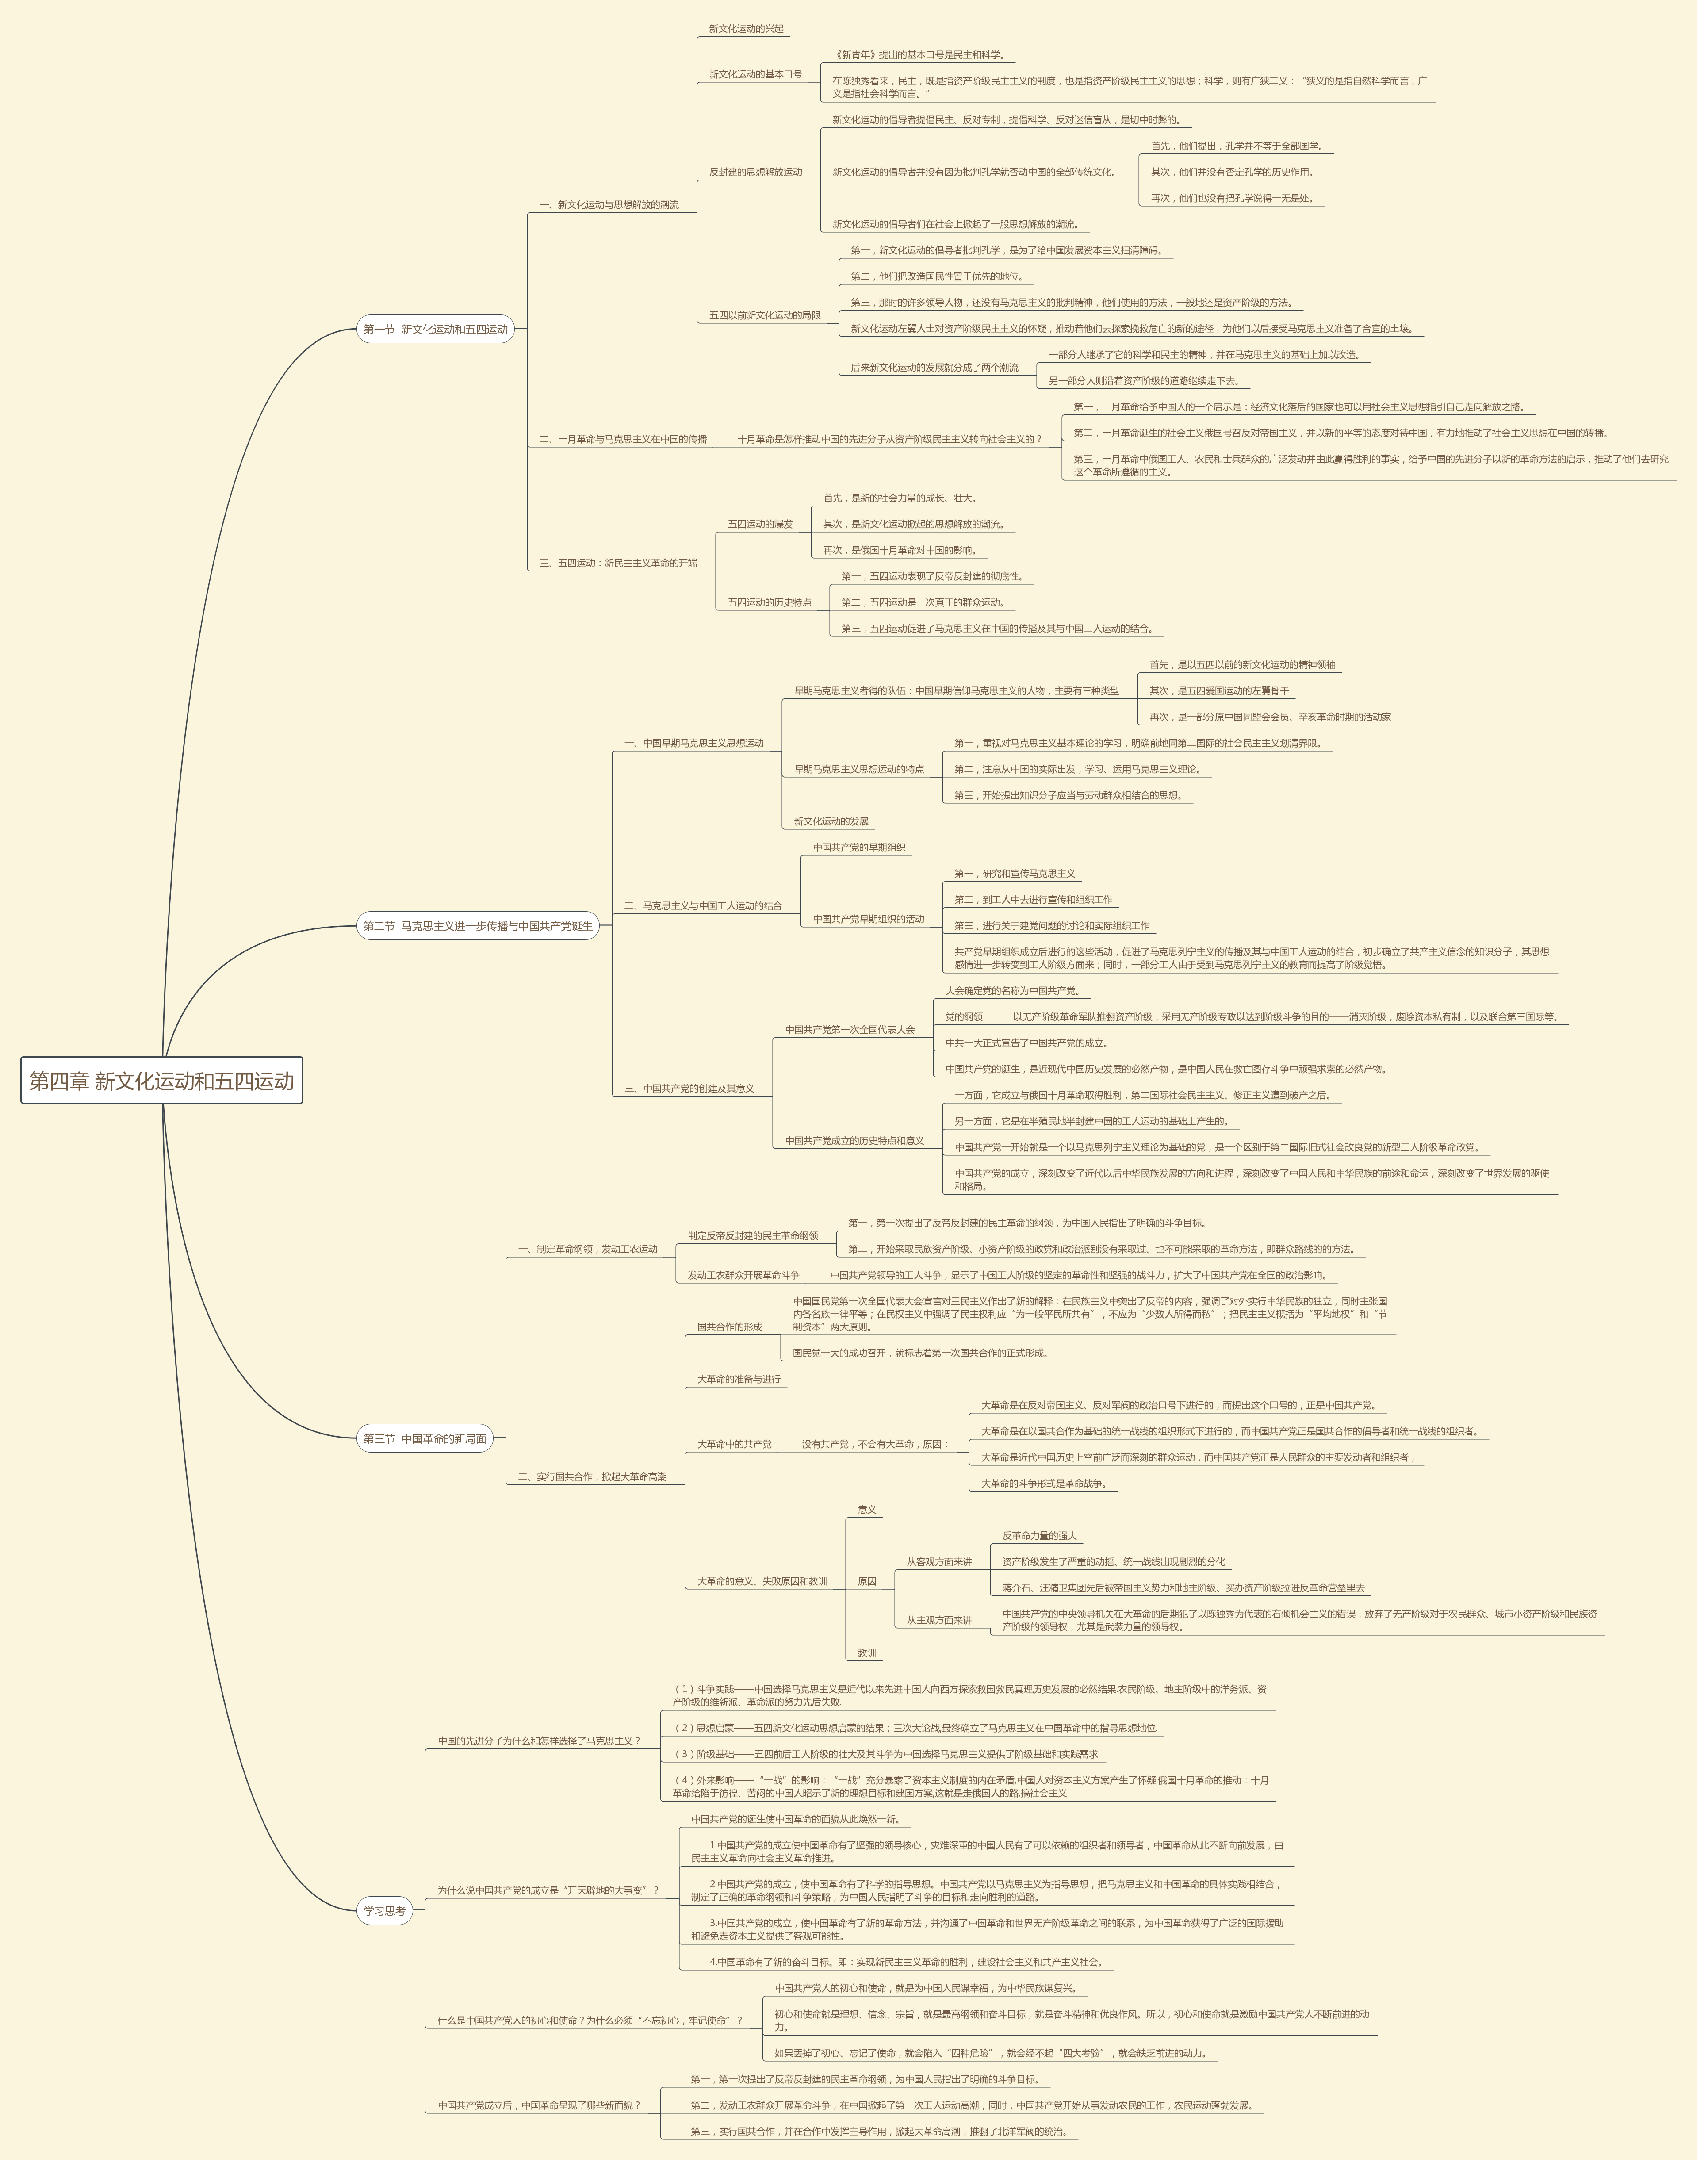 第四章 新文化运动和五四运动
第一节 新文化运动和五四运动
一、新文化运动与思想解放的潮流
新文化运动的兴起
新文化运动的基本口号
《新青年》提出的基本口号是民主和科学。
在陈独秀看来，民主，既是指资产阶级民主主义的制度，也是指资产阶级民主主义的思想；科学，则有广狭二义：“狭义的是指自然科学而言，广
义是指社会科学而言。”
反封建的思想解放运动
新文化运动的倡导者提倡民主、反对专制，提倡科学、反对迷信盲从，是切中时弊的。
新文化运动的倡导者并没有因为批判孔学就否动中国的全部传统文化。
首先，他们提出，孔学并不等于全部国学。
其次，他们并没有否定孔学的历史作用。
再次，他们也没有把孔学说得一无是处。
新文化运动的倡导者们在社会上掀起了一股思想解放的潮流。
五四以前新文化运动的局限
第一，新文化运动的倡导者批判孔学，是为了给中国发展资本主义扫清障碍。
第二，他们把改造国民性置于优先的地位。
第三，那时的许多领导人物，还没有马克思主义的批判精神，他们使用的方法，一般地还是资产阶级的方法。
新文化运动左翼人士对资产阶级民主主义的怀疑，推动着他们去探索挽救危亡的新的途径，为他们以后接受马克思主义准备了合宜的土壤。
后来新文化运动的发展就分成了两个潮流
一部分人继承了它的科学和民主的精神，并在马克思主义的基础上加以改造。
另一部分人则沿着资产阶级的道路继续走下去。
二、十月革命与马克思主义在中国的传播
十月革命是怎样推动中国的先进分子从资产阶级民主主义转向社会主义的？
第一，十月革命给予中国人的一个启示是：经济文化落后的国家也可以用社会主义思想指引自己走向解放之路。
第二，十月革命诞生的社会主义俄国号召反对帝国主义，并以新的平等的态度对待中国，有力地推动了社会主义思想在中国的转播。
第三，十月革命中俄国工人、农民和士兵群众的广泛发动并由此赢得胜利的事实，给予中国的先进分子以新的革命方法的启示，推动了他们去研究
这个革命所遵循的主义。
三、五四运动：新民主主义革命的开端
五四运动的爆发
首先，是新的社会力量的成长、壮大。
其次，是新文化运动掀起的思想解放的潮流。
再次，是俄国十月革命对中国的影响。
五四运动的历史特点
第一，五四运动表现了反帝反封建的彻底性。
第二，五四运动是一次真正的群众运动。
第三，五四运动促进了马克思主义在中国的传播及其与中国工人运动的结合。
第二节 马克思主义进一步传播与中国共产党诞生
一、中国早期马克思主义思想运动
早期马克思主义者得的队伍：中国早期信仰马克思主义的人物，主要有三种类型
首先，是以五四以前的新文化运动的精神领袖
其次，是五四爱国运动的左翼骨干
再次，是一部分原中国同盟会会员、辛亥革命时期的活动家
早期马克思主义思想运动的特点
第一，重视对马克思主义基本理论的学习，明确前地同第二国际的社会民主主义划清界限。
第二，注意从中国的实际出发，学习、运用马克思主义理论。
第三，开始提出知识分子应当与劳动群众相结合的思想。
新文化运动的发展
二、马克思主义与中国工人运动的结合
中国共产党的早期组织
中国共产党早期组织的活动
第一，研究和宣传马克思主义
第二，到工人中去进行宣传和组织工作
第三，进行关于建党问题的讨论和实际组织工作
共产党早期组织成立后进行的这些活动，促进了马克思列宁主义的传播及其与中国工人运动的结合，初步确立了共产主义信念的知识分子，其思想
感情进一步转变到工人阶级方面来；同时，一部分工人由于受到马克思列宁主义的教育而提高了阶级觉悟。
三、中国共产党的创建及其意义
中国共产党第一次全国代表大会
大会确定党的名称为中国共产党。
党的纲领
以无产阶级革命军队推翻资产阶级，采用无产阶级专政以达到阶级斗争的目的——消灭阶级，废除资本私有制，以及联合第三国际等。
中共一大正式宣告了中国共产党的成立。
中国共产党的诞生，是近现代中国历史发展的必然产物，是中国人民在救亡图存斗争中顽强求索的必然产物。
中国共产党成立的历史特点和意义
一方面，它成立与俄国十月革命取得胜利，第二国际社会民主主义、修正主义遭到破产之后。
另一方面，它是在半殖民地半封建中国的工人运动的基础上产生的。
中国共产党一开始就是一个以马克思列宁主义理论为基础的党，是一个区别于第二国际旧式社会改良党的新型工人阶级革命政党。
中国共产党的成立，深刻改变了近代以后中华民族发展的方向和进程，深刻改变了中国人民和中华民族的前途和命运，深刻改变了世界发展的驱使
和格局。
第三节 中国革命的新局面
一、制定革命纲领，发动工农运动
制定反帝反封建的民主革命纲领
第一，第一次提出了反帝反封建的民主革命的纲领，为中国人民指出了明确的斗争目标。
第二，开始采取民族资产阶级、小资产阶级的政党和政治派别没有采取过、也不可能采取的革命方法，即群众路线的的方法。
发动工农群众开展革命斗争
中国共产党领导的工人斗争，显示了中国工人阶级的坚定的革命性和坚强的战斗力，扩大了中国共产党在全国的政治影响。
二、实行国共合作，掀起大革命高潮
国共合作的形成
中国国民党第一次全国代表大会宣言对三民主义作出了新的解释：在民族主义中突出了反帝的内容，强调了对外实行中华民族的独立，同时主张国
内各名族一律平等；在民权主义中强调了民主权利应“为一般平民所共有”，不应为“少数人所得而私”；把民主主义概括为“平均地权”和“节
制资本”两大原则。
国民党一大的成功召开，就标志着第一次国共合作的正式形成。
大革命的准备与进行
大革命中的共产党
没有共产党，不会有大革命，原因：
大革命是在反对帝国主义、反对军阀的政治口号下进行的，而提出这个口号的，正是中国共产党。
大革命是在以国共合作为基础的统一战线的组织形式下进行的，而中国共产党正是国共合作的倡导者和统一战线的组织者。
大革命是近代中国历史上空前广泛而深刻的群众运动，而中国共产党正是人民群众的主要发动者和组织者，
大革命的斗争形式是革命战争。
大革命的意义、失败原因和教训
意义
原因
从客观方面来讲
反革命力量的强大
资产阶级发生了严重的动摇、统一战线出现剧烈的分化
蒋介石、汪精卫集团先后被帝国主义势力和地主阶级、买办资产阶级拉进反革命营垒里去
从主观方面来讲
中国共产党的中央领导机关在大革命的后期犯了以陈独秀为代表的右倾机会主义的错误，放弃了无产阶级对于农民群众、城市小资产阶级和民族资
产阶级的领导权，尤其是武装力量的领导权。
教训
学习思考
中国的先进分子为什么和怎样选择了马克思主义？
（1）斗争实践——中国选择马克思主义是近代以来先进中国人向西方探索救国救民真理历史发展的必然结果.农民阶级、地主阶级中的洋务派、资
产阶级的维新派、革命派的努力先后失败.
（2）思想启蒙——五四新文化运动思想启蒙的结果；三次大论战,最终确立了马克思主义在中国革命中的指导思想地位.
（3）阶级基础——五四前后工人阶级的壮大及其斗争为中国选择马克思主义提供了阶级基础和实践需求.
（4）外来影响——“一战”的影响：“一战”充分暴露了资本主义制度的内在矛盾,中国人对资本主义方案产生了怀疑.俄国十月革命的推动：十月
革命给陷于彷徨、苦闷的中国人昭示了新的理想目标和建国方案,这就是走俄国人的路,搞社会主义.
为什么说中国共产党的成立是“开天辟地的大事变”？
中国共产党的诞生使中国革命的面貌从此焕然一新。
1.中国共产党的成立使中国革命有了坚强的领导核心，灾难深重的中国人民有了可以依赖的组织者和领导者，中国革命从此不断向前发展，由
民主主义革命向社会主义革命推进。
2.中国共产党的成立，使中国革命有了科学的指导思想。中国共产党以马克思主义为指导思想，把马克思主义和中国革命的具体实践相结合，
制定了正确的革命纲领和斗争策略，为中国人民指明了斗争的目标和走向胜利的道路。
3.中国共产党的成立，使中国革命有了新的革命方法，并沟通了中国革命和世界无产阶级革命之间的联系，为中国革命获得了广泛的国际援助
和避免走资本主义提供了客观可能性。
4.中国革命有了新的奋斗目标。即：实现新民主主义革命的胜利，建设社会主义和共产主义社会。
什么是中国共产党人的初心和使命？为什么必须“不忘初心，牢记使命”？
中国共产党人的初心和使命，就是为中国人民谋幸福，为中华民族谋复兴。
初心和使命就是理想、信念、宗旨，就是最高纲领和奋斗目标，就是奋斗精神和优良作风。所以，初心和使命就是激励中国共产党人不断前进的动
力。
如果丢掉了初心、忘记了使命，就会陷入“四种危险”，就会经不起“四大考验”，就会缺乏前进的动力。
中国共产党成立后，中国革命呈现了哪些新面貌？
第一，第一次提出了反帝反封建的民主革命纲领，为中国人民指出了明确的斗争目标。
第二，发动工农群众开展革命斗争，在中国掀起了第一次工人运动高潮，同时，中国共产党开始从事发动农民的工作，农民运动蓬勃发展。
第三，实行国共合作，并在合作中发挥主导作用，掀起大革命高潮，推翻了北洋军阀的统治。